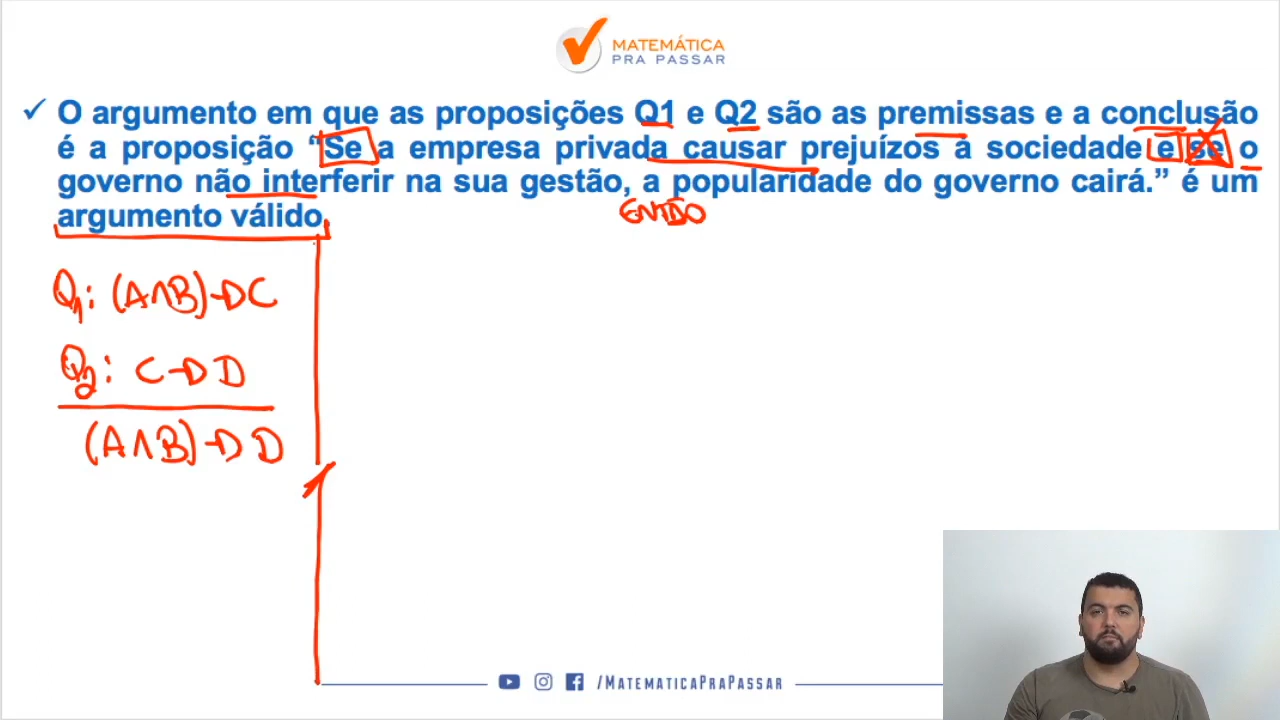 MATEMÁTICA
PRA PASSAR
✓ O argumento em que as proposições Q1 e Q2 são as premissas e a conclusão
é a proposição “Se a empresa privada causar prejuízos à sociedade e se o
governo não interferir na sua gestão, a popularidade do governo cairá.” é um
argumento válido.
ENTÃO
Q1: (A∧B)→C
Q2: C→D
(A∧B)→D
/MATEMATICAPRAPASSAR